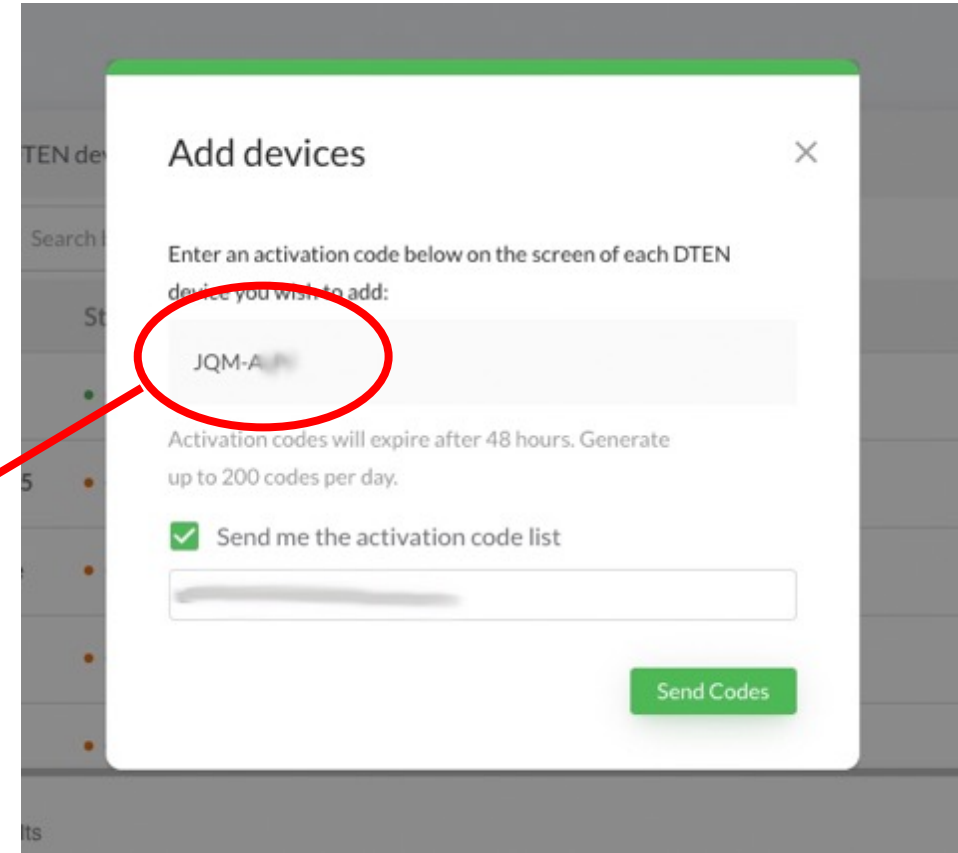 Add devices
TEN dev
Search b
Enter an activation code below on the screen of each DTEN
device you wish to add:
St
JQM-A
Activation codes will expire after 48 hours. Generate
up to 200 codes per day.
5
Send me the activation code list
Send Codes
lts